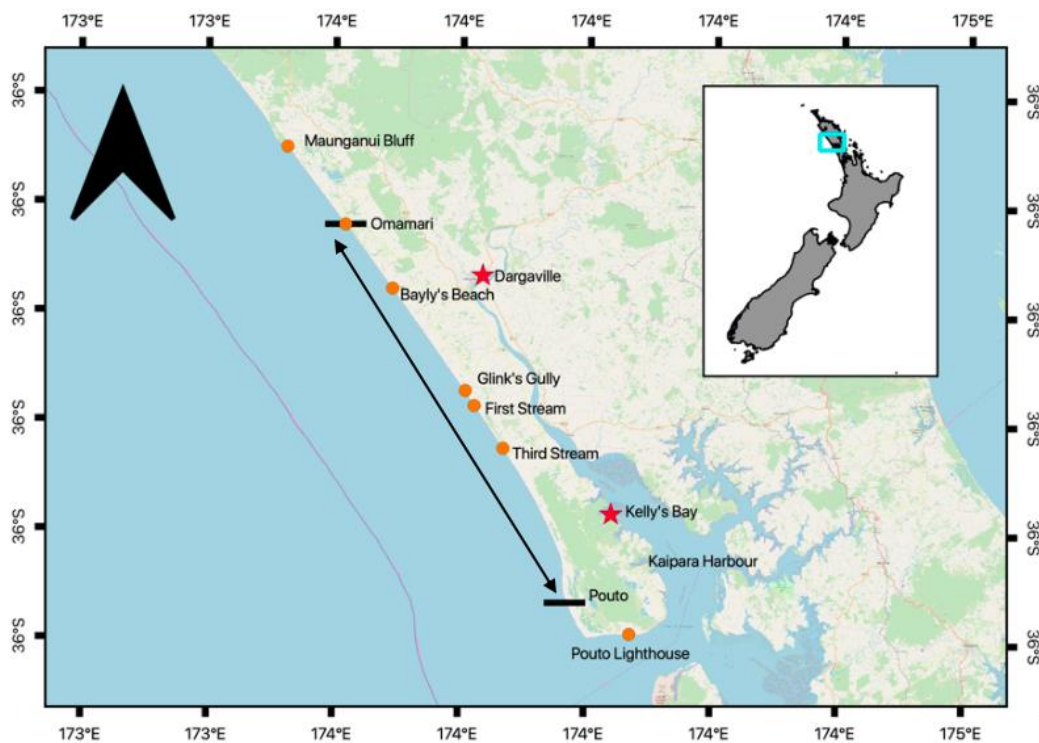 173°E 173°E 174°E 174°E 174°E 174°E 174°E 175°E
36°S
36°S
Maunganui Bluff
36°S
36°S
Omamari
Dargaville
Bayly's Beach
36°S
36°S
Glink's Gully
First Stream
36°S
36°S
Third Stream
Kelly's Bay
36°S
36°S
Kaipara Harbour
Pouto
36°S
36°S
Pouto Lighthouse
173°E 173°E 174°E 174°E 174°E 174°E 174°E 175°E